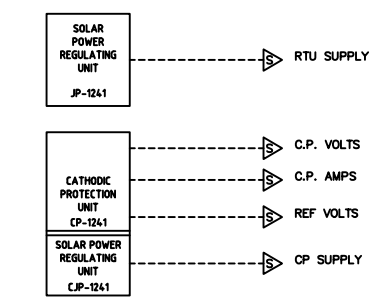 SOLAR
POWER
REGULATING
UNIT
JP-1241
S
RTU SUPPLY
CATHODIC
PROTECTION
UNIT
CP-1241
S
C.P. VOLTS
S
C.P. AMPS
S
REF VOLTS
SOLAR POWER
REGULATING
UNIT
CJP-1241
S
CP SUPPLY